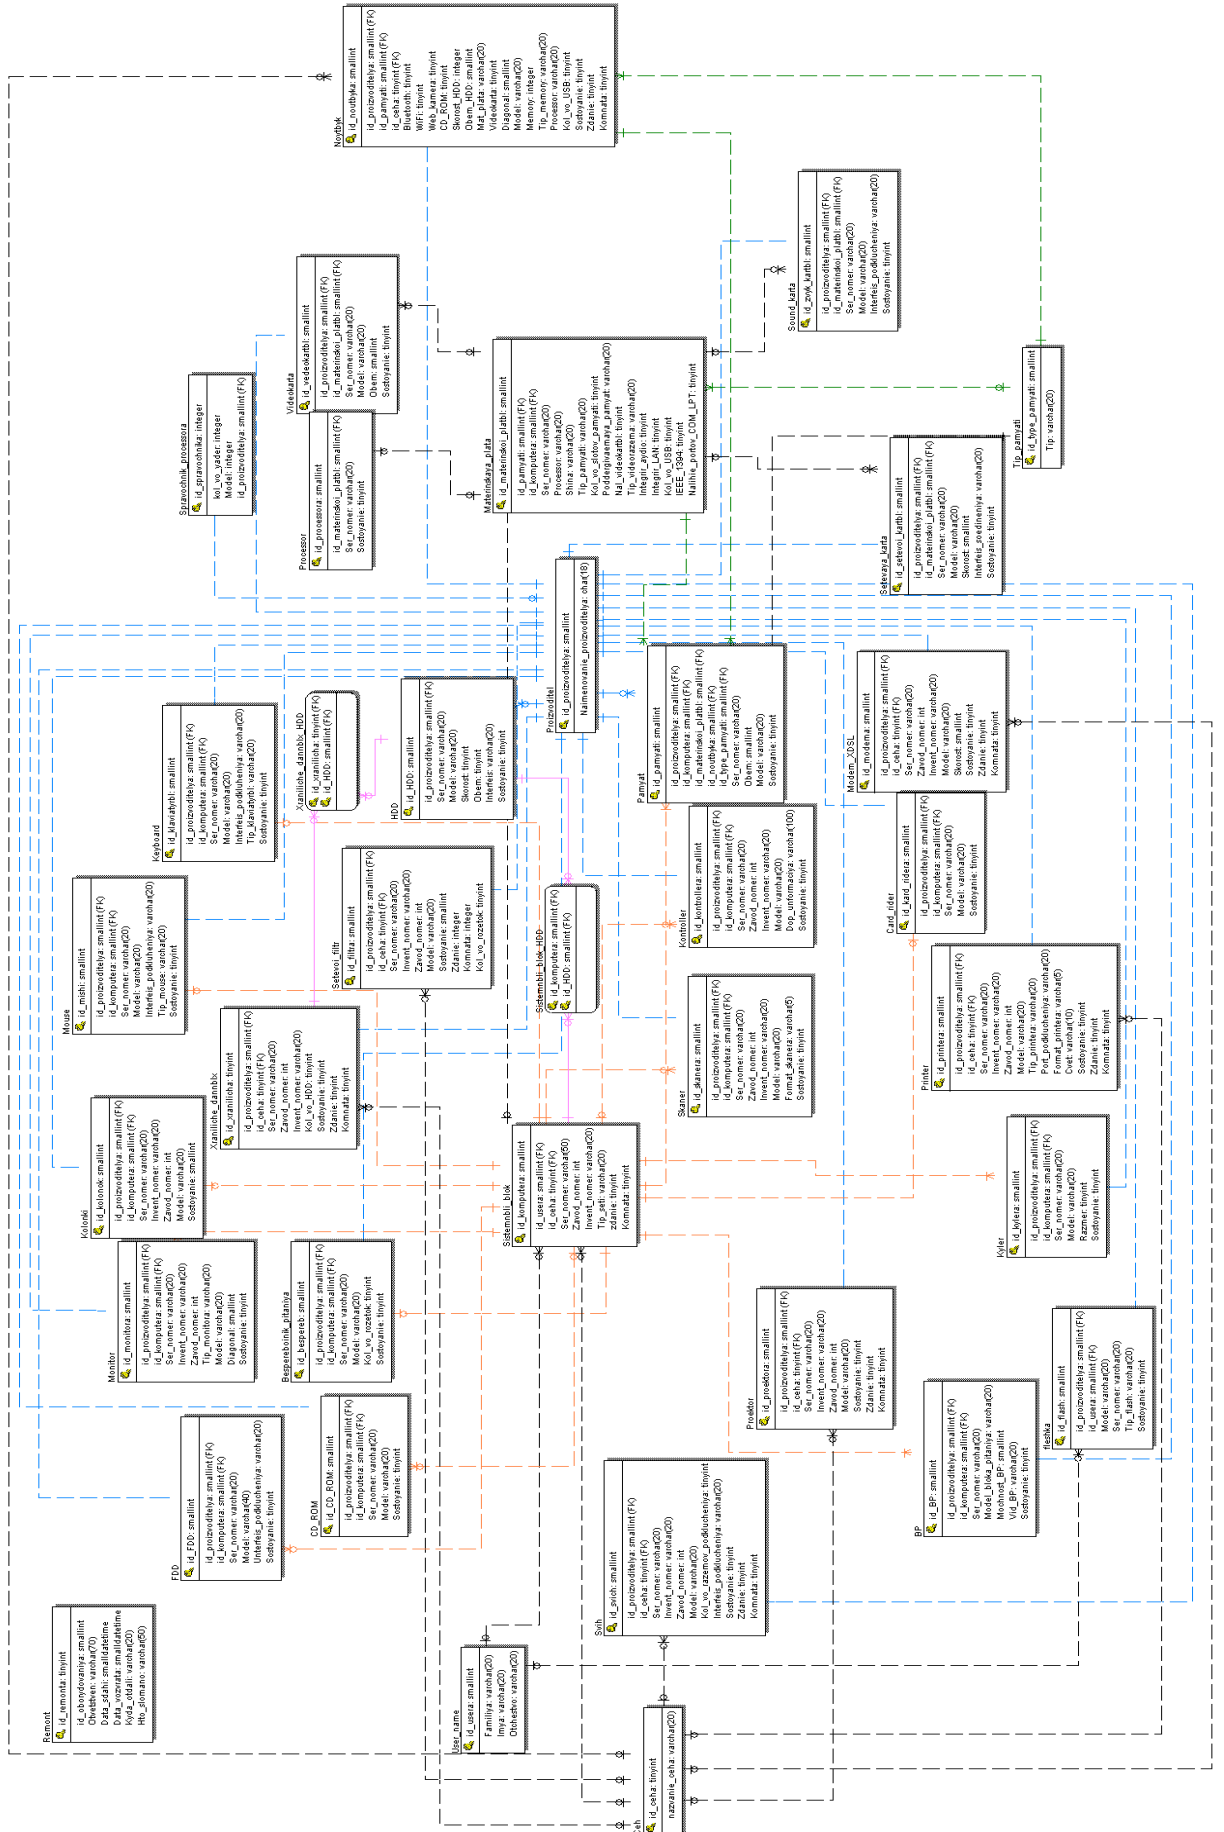 Noytbyk
id_noutbyka: smallint
id_proizvoditelya: smallint (FK)
id_pamyati: smallint (FK)
id_ceha: tinyint (FK)
Bluetooth: tinyint
WiFi: tinyint
Web_kamera: tinyint
CD_ROM: tinyint
Skorost_HDD: integer
Obem_HDD: smallint
Mat_plata: varchar(20)
Videokarta: tinyint
Diagonal: smallint
Model: varchar(20)
Memory: integer
Tip_memory: varchar(20)
Processor: varchar(20)
Kol_vo_USB: tinyint
Sostoyanie: tinyint
Zdanie: tinyint
Komnata: tinyint
Sound_karta
id_zvyk_kartbl: smallint
id_proizvoditelya: smallint (FK)
id_materinskoi_platbl: smallint (FK)
Ser_nomer: varchar(20)
Model: varchar(20)
Interfeis_podklucheniya: varchar(20)
Sostoyanie: tinyint
Videokarta
id_vedeokartbl: smallint
id_proizvoditelya: smallint (FK)
id_materinskoi_platbl: smallint (FK)
Ser_nomer: varchar(20)
Model: varchar(20)
Obem: smallint
Sostoyanie: tinyint
Spravochnik_processora
id_spravochnika: integer
kol_vo_yader: integer
Model: integer
id_proizvoditelya: smallint (FK)
Processor
id_processora: smallint
id_materinskoi_platbl: smallint (FK)
Ser_nomer: varchar(20)
Sostoyanie: tinyint
Materinskaya_plata
id_materinskoi_platbl: smallint
id_pamyati: smallint (FK)
id_komputera: smallint (FK)
Ser_nomer: varchar(20)
Processor: varchar(20)
Shina: varchar(20)
Tip_pamyati: varchar(20)
Kol_vo_slotov_pamyati: tinyint
Poddergivaemaya_pamyat: varchar(20)
Nal_videokartbl: tinyint
Tip_videorazema: varchar(20)
Integrir_aydio: tinyint
Integrir_LAN: tinyint
Kol_vo_USB: tinyint
IEEE_1394: tinyint
Nalihie_portov_COM_LPT: tinyint
Tip_pamyati
id_type_pamyati: smallint
Tip: varchar(20)
Setevaya_karta
id_setevoi_kartbl: smallint
id_proizvoditelya: smallint (FK)
id_materinskoi_platbl: smallint (FK)
Ser_nomer: varchar(20)
Model: varchar(20)
Skorost: smallint
Interfeis_soedineniya: varchar(20)
Sostoyanie: tinyint
Proizvoditel
id_proizvoditelya: smallint
Naimenovanie_proizvoditelya: char(18)
Pamyat
id_pamyati: smallint
id_proizvoditelya: smallint (FK)
id_komputera: smallint (FK)
id_materinskoi_platbl: smallint (FK)
id_noutbyka: smallint (FK)
id_type_pamyati: smallint (FK)
Ser_nomer: varchar(20)
Obem: smallint
Model: varchar(20)
Sostoyanie: tinyint
Modem_XDSL
id_modema: smallint
id_proizvoditelya: smallint (FK)
id_ceha: tinyint (FK)
Ser_nomer: varchar(20)
Zavod_nomer: int
Invent_nomer: varchar(20)
Model: varchar(20)
Skorost: smallint
Sostoyanie: tinyint
Zdanie: tinyint
Komnata: tinyint
Keyboard
id_klaviatyrbl: smallint
id_proizvoditelya: smallint (FK)
id_komputera: smallint (FK)
Ser_nomer: varchar(20)
Model: varchar(20)
Interfeis_podklucheniya: varchar(20)
Tip_klaviatyrbl: varchar(20)
Sostoyanie: tinyint
Xraniliche_dannblx_HDD
id_xranilicha: tinyint (FK)
id_HDD: smallint (FK)
HDD
id_HDD: smallint
id_proizvoditelya: smallint (FK)
Ser_nomer: varchar(20)
Model: varchar(20)
Skorost: tinyint
Obem: tinyint
Interfeis: varchar(20)
Sostoyanie: tinyint
Kontroller
id_kontrollera: smallint
id_proizvoditelya: smallint (FK)
id_komputera: smallint (FK)
Ser_nomer: varchar(20)
Zavod_nomer: int
Invent_nomer: varchar(20)
Model: varchar(20)
Dop_unformaciya: varchar(100)
Sostoyanie: tinyint
Card_rider
id_kard_ridera: smallint
id_proizvoditelya: smallint (FK)
id_komputera: smallint (FK)
Ser_nomer: varchar(20)
Model: varchar(20)
Sostoyanie: tinyint
Mouse
id_mishi: smallint
id_proizvoditelya: smallint (FK)
id_komputera: smallint (FK)
Ser_nomer: varchar(20)
Model: varchar(20)
Interfeis_podklucheniya: varchar(20)
Tip_mouse: varchar(20)
Sostoyanie: tinyint
Setevoi_filtr
id_filtra: smallint
id_proizvoditelya: smallint (FK)
id_ceha: tinyint (FK)
Ser_nomer: varchar(20)
Invent_nomer: varchar(20)
Zavod_nomer: int
Model: varchar(20)
Sostoyanie: smallint
Zdanie: integer
Komnata: integer
Kol_vo_rozetok: tinyint
Sistemnbli_blok_HDD
id_komputera: smallint (FK)
id_HDD: smallint (FK)
Xraniliche_dannblx
id_xranilicha: tinyint
id_proizvoditelya: smallint (FK)
id_ceha: tinyint (FK)
Ser_nomer: varchar(20)
Zavod_nomer: int
Invent_nomer: varchar(20)
Kol_vo_HDD: tinyint
Sostoyanie: tinyint
Zdanie: tinyint
Komnata: tinyint
Skaner
id_skanera: smallint
id_proizvoditelya: smallint (FK)
id_komputera: smallint (FK)
Ser_nomer: varchar(20)
Zavod_nomer: int
Invent_nomer: varchar(20)
Model: varchar(20)
Format_skanera: varchar(5)
Sostoyanie: tinyint
Printer
id_printera: smallint
id_proizvoditelya: smallint (FK)
id_ceha: tinyint (FK)
Ser_nomer: varchar(20)
Invent_nomer: varchar(20)
Zavod_nomer: int
Model: varchar(20)
Tip_printera: varchar(20)
Port_podklucheniya: varchar(20)
Format_printera: varchar(5)
Cvet: varchar(10)
Sostoyanie: tinyint
Zdanie: tinyint
Komnata: tinyint
Kolonki
id_kolonok: smallint
id_proizvoditelya: smallint (FK)
id_komputera: smallint (FK)
Ser_nomer: varchar(20)
Invent_nomer: varchar(20)
Zavod_nomer: int
Model: varchar(20)
Sostoyanie: smallint
Sistemnbli_blok
id_komputera: smallint
id_usera: smallint (FK)
id_ceha: tinyint (FK)
Ser_nomer: varchar(50)
Zavod_nomer: int
Invent_nomer: varchar(20)
Tip_seti: varchar(20)
zdanie: tinyint
Komnata: tinyint
Kyler
id_kylera: smallint
id_proizvoditelya: smallint (FK)
id_komputera: smallint (FK)
Ser_nomer: varchar(20)
Model: varchar(20)
Razmer: tinyint
Sostoyanie: tinyint
Monitor
id_monitora: smallint
id_proizvoditelya: smallint (FK)
id_komputera: smallint (FK)
Ser_nomer: varchar(20)
Invent_nomer: varchar(20)
Zavod_nomer: int
Tip_monitora: varchar(20)
Model: varchar(20)
Diagonal: smallint
Sostoyanie: tinyint
Bespereboinik_pitaniya
id_bespereb: smallint
id_proizvoditelya: smallint (FK)
id_komputera: smallint (FK)
Ser_nomer: varchar(20)
Model: varchar(20)
Kol_vo_rozetok: tinyint
Sostoyanie: tinyint
Proektor
id_proektora: smallint
id_proizvoditelya: smallint (FK)
id_ceha: tinyint (FK)
Ser_nomer: varchar(20)
Invent_nomer: varchar(20)
Zavod_nomer: int
Model: varchar(20)
Sostoyanie: tinyint
Zdanie: tinyint
Komnata: tinyint
fleshka
id_flash: smallint
id_proizvoditelya: smallint (FK)
id_usera: smallint (FK)
Model: varchar(20)
Ser_nomer: varchar(20)
Tip_flash: varchar(20)
Sostoyanie: tinyint
BP
id_BP: smallint
id_proizvoditelya: smallint (FK)
id_komputera: smallint (FK)
Ser_nomer: varchar(20)
Model_bloka_pitaniya: varchar(20)
Mochnost_BP: smallint
Vid_BP: varchar(20)
Sostoyanie: tinyint
CD_ROM
id_CD_ROM: smallint
id_proizvoditelya: smallint (FK)
id_komputera: smallint (FK)
Ser_nomer: varchar(20)
Model: varchar(20)
Sostoyanie: tinyint
FDD
id_FDD: smallint
id_proizvoditelya: smallint (FK)
id_komputera: smallint (FK)
Ser_nomer: varchar(20)
Model: varchar(40)
Unterfeis_podklucheniya: varchar(20)
Sostoyanie: tinyint
Svih
id_svich: smallint
id_proizvoditelya: smallint (FK)
id_ceha: tinyint (FK)
Ser_nomer: varchar(20)
Invent_nomer: varchar(20)
Zavod_nomer: int
Model: varchar(20)
Kol_vo_razemov_podklucheniya: tinyint
Interfeis_podklucheniya: varchar(20)
Sostoyanie: tinyint
Zdanie: tinyint
Komnata: tinyint
Remont
id_remonta: tinyint
id_oborydovaniya: smallint
Otvetstven: varchar(70)
Data_sdahi: smalldatetime
Data_vozvrata: smalldatetime
Kyda_otdali: varchar(20)
Hto_slomano: varchar(50)
User_name
id_usera: smallint
Familiya: varchar(20)
Imya: varchar(20)
Otchestvo: varchar(20)
Ceh
id_ceha: tinyint
nazvanie_ceha: varchar(20)